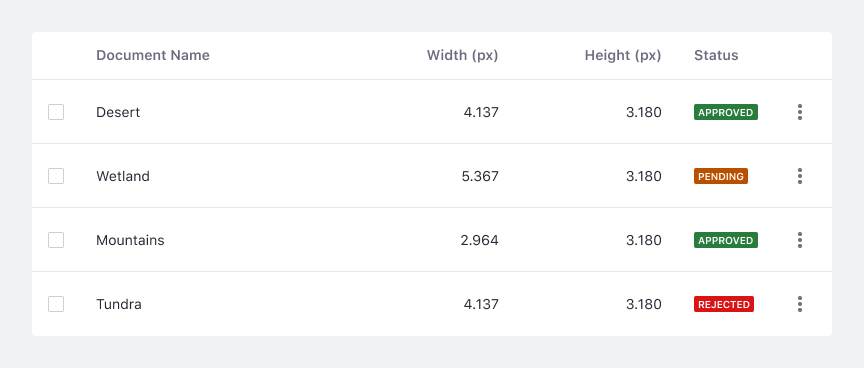 Document Name Width (px) Height (px) Status
Desert 4.137 3.180 APPROVED
Wetland 5.367 3.180 PENDING
Mountains 2.964 3.180 APPROVED
Tundra 4.137 3.180 REJECTED